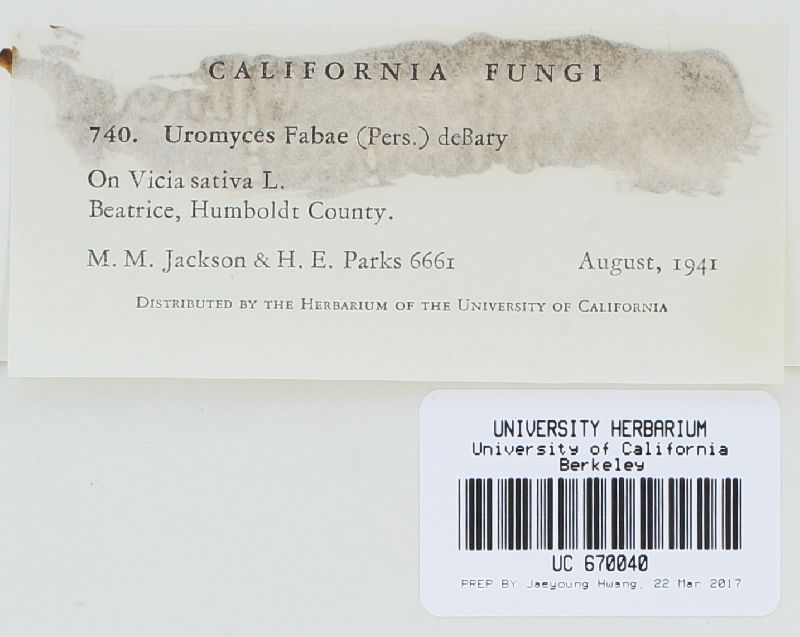 CALIFORNIA FUNGI
740. Uromyces Fabae (Pers.) deBary
On Vicia sativa L.
Beatrice, Humboldt County.
M. M. Jackson & H. E. Parks 6661 August, 1941
Distributed by the Herbarium of the University of California
UNIVERSITY HERBARIUM
University of California
Berkeley
UC 670040
PREP BY Jaeyoung Hwang, 22 Mar 2017